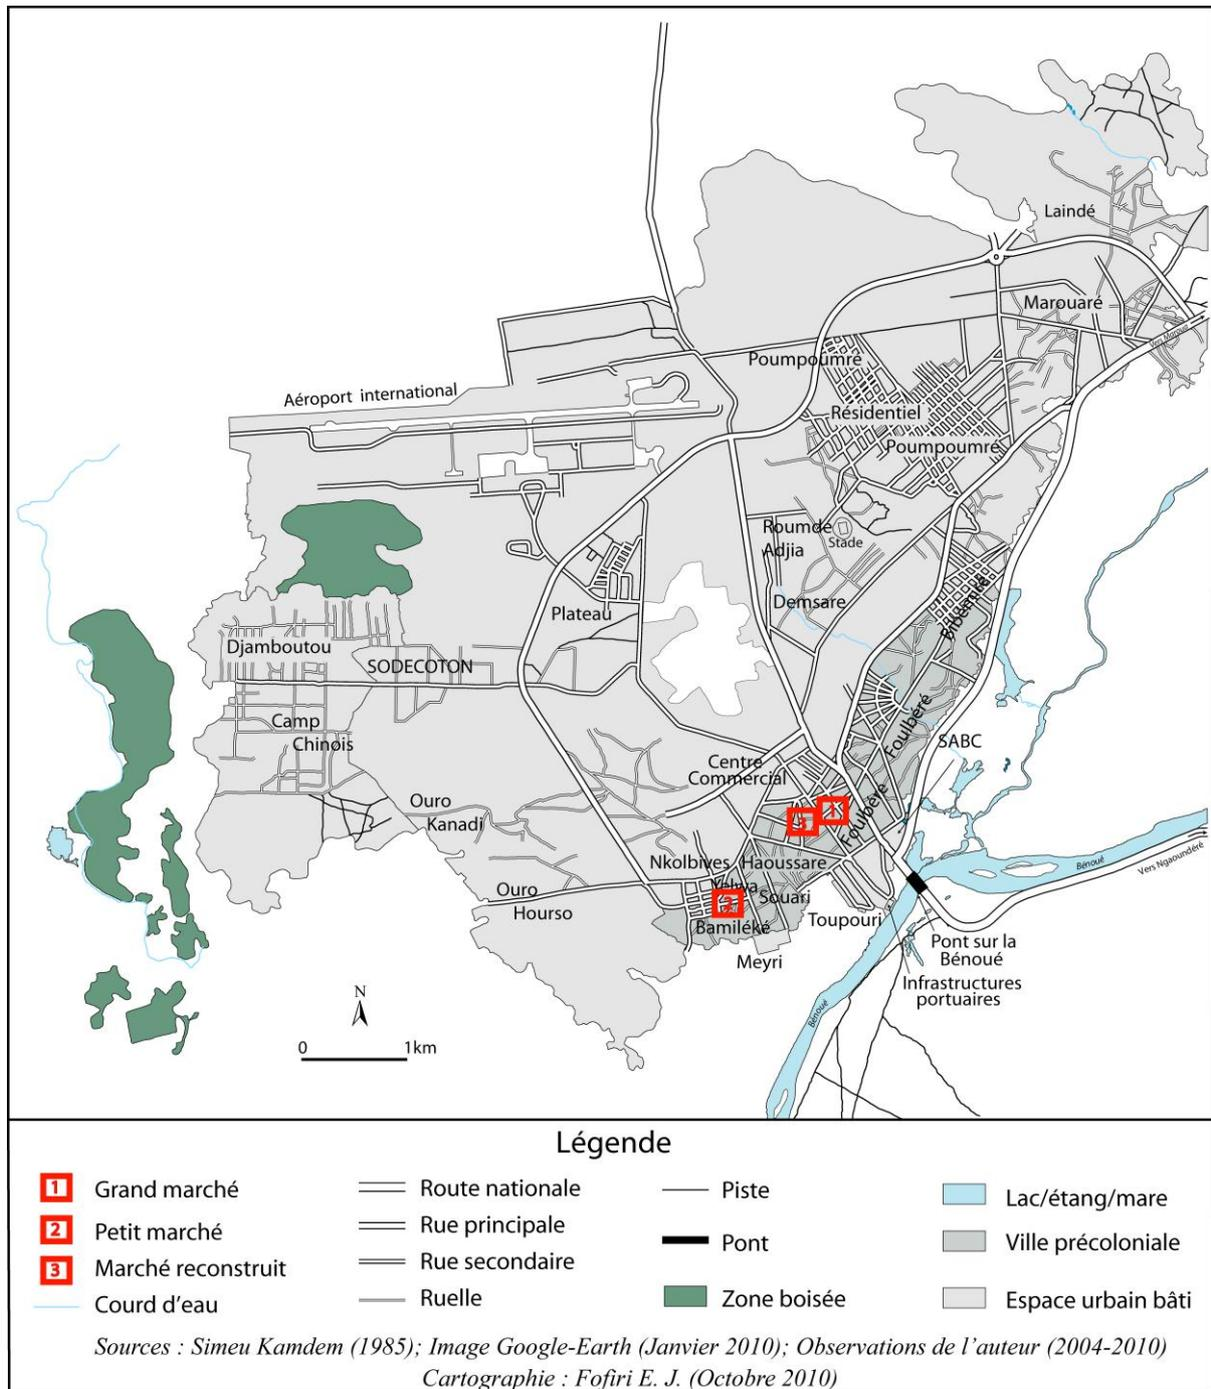 Laindé
Marouaré
Vers Maroua
Poumpoumré
Aéroport international
Résidentiel
Poumpoumré
Roumdé
Adjia
Stade
Plateau
Demsare
Bibemiré
Djamboutou
SODECOTON
Camp
Chinois
Foulbéré
SABC
Centre
Commercial
1
3
Foulbéré
Ouro
Kanadi
Nkolbives
Haoussare
Yelwa
Souari
2
Bamiléké
Ouro
Hourso
Toupouri
Meyri
Bénoué
Vers Ngaoundéré
Pont sur la
Bénoué
Infrastructures
portuaires
Bénoué
N
0 1km
Légende
1 Grand marché
2 Petit marché
3 Marché reconstruit
Courd d'eau
Route nationale
Rue principale
Rue secondaire
Ruelle
Piste
Pont
Zone boisée
Lac/étang/mare
Ville précoloniale
Espace urbain bâti
Sources : Simeu Kamdem (1985); Image Google-Earth (Janvier 2010); Observations de l'auteur (2004-2010)
Cartographie : Fofiri E. J. (Octobre 2010)